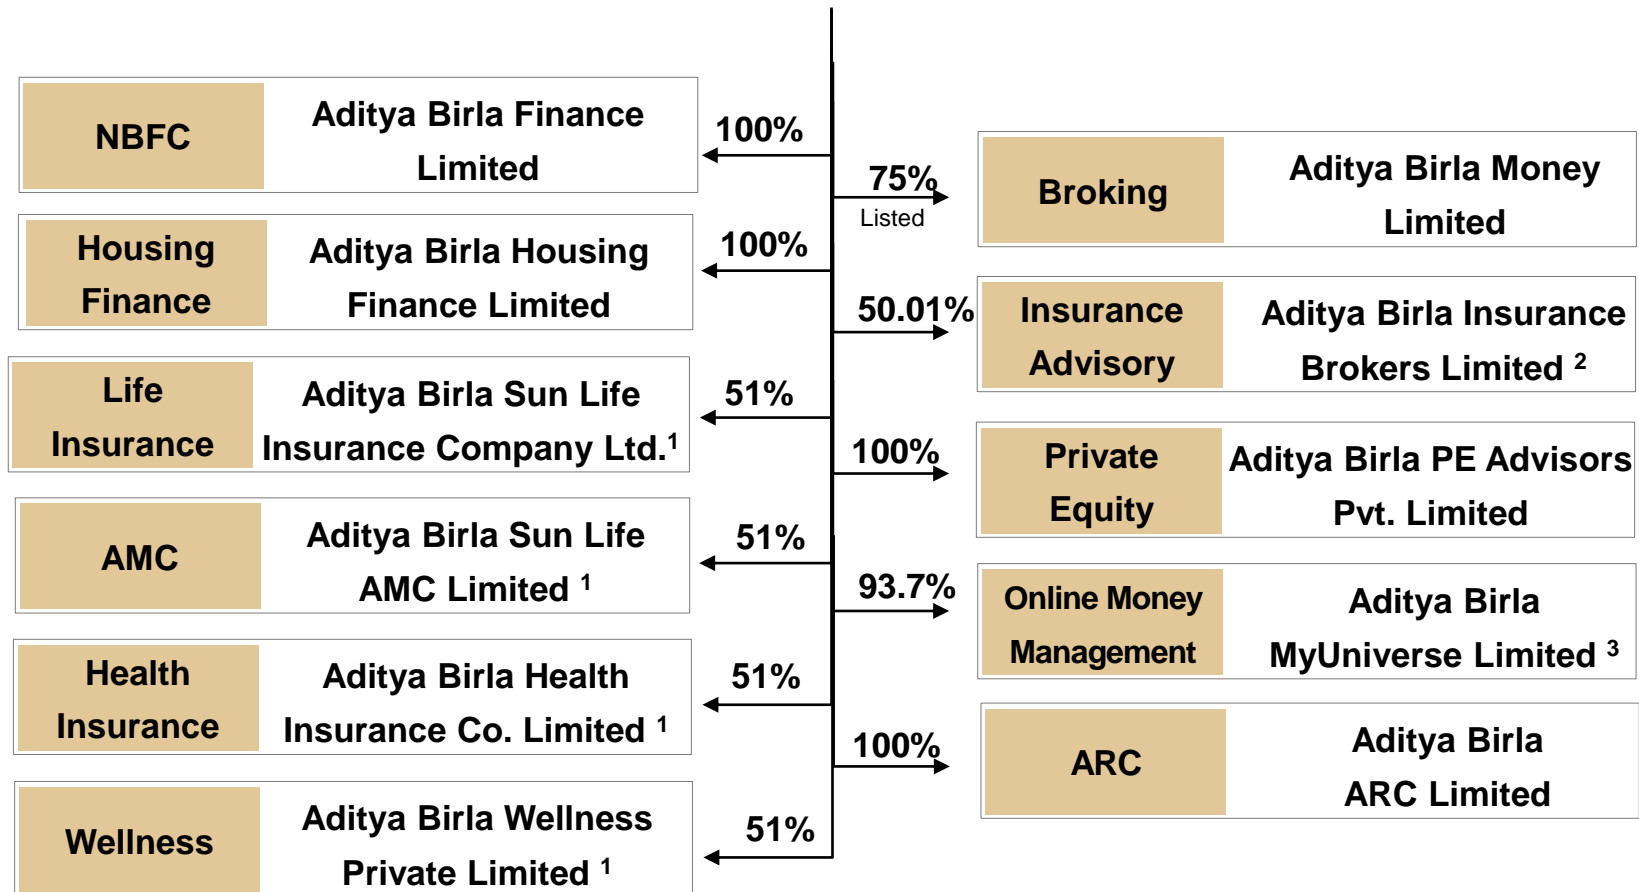 NBFC
Aditya Birla Finance
Limited
100%
Housing
Finance
Aditya Birla Housing
Finance Limited
100%
Life
Insurance
Aditya Birla Sun Life
Insurance Company Ltd.¹
51%
AMC
Aditya Birla Sun Life
AMC Limited ¹
51%
Health
Insurance
Aditya Birla Health
Insurance Co. Limited ¹
51%
Wellness
Aditya Birla Wellness
Private Limited ¹
51%
75%
Listed
Broking
Aditya Birla Money
Limited
50.01%
Insurance
Advisory
Aditya Birla Insurance
Brokers Limited ²
100%
Private
Equity
Aditya Birla PE Advisors
Pvt. Limited
93.7%
Online Money
Management
Aditya Birla
MyUniverse Limited ³
100%
ARC
Aditya Birla
ARC Limited